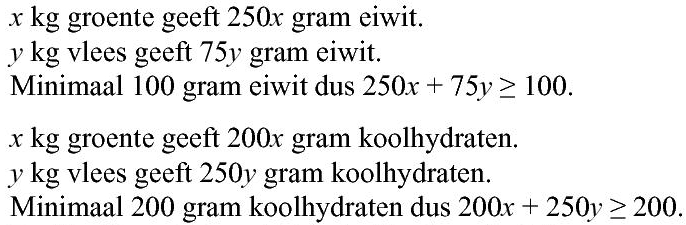 x kg groente geeft 250x gram eiwit.
y kg vlees geeft 75y gram eiwit.
Minimaal 100 gram eiwit dus 250x + 75y ≥ 100.
x kg groente geeft 200x gram koolhydraten.
y kg vlees geeft 250y gram koolhydraten.
Minimaal 200 gram koolhydraten dus 200x + 250y ≥ 200.